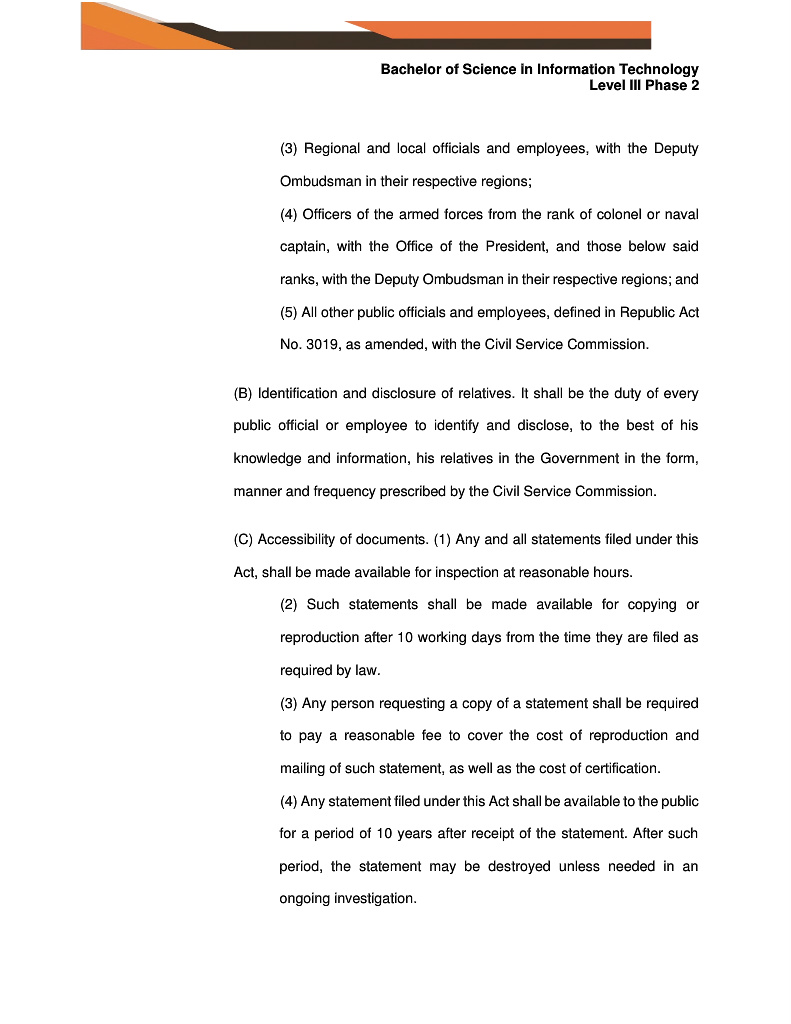 Bachelor of Science in Information Technology
Level III Phase 2
(3) Regional and local officials and employees, with the Deputy
Ombudsman in their respective regions;
(4) Officers of the armed forces from the rank of colonel or naval
captain, with the Office of the President, and those below said
ranks, with the Deputy Ombudsman in their respective regions; and
(5) All other public officials and employees, defined in Republic Act
No. 3019, as amended, with the Civil Service Commission.
(B) Identification and disclosure of relatives. It shall be the duty of every
public official or employee to identify and disclose, to the best of his
knowledge and information, his relatives in the Government in the form,
manner and frequency prescribed by the Civil Service Commission.
(C) Accessibility of documents. (1) Any and all statements filed under this
Act, shall be made available for inspection at reasonable hours.
(2) Such statements shall be made available for copying or
reproduction after 10 working days from the time they are filed as
required by law.
(3) Any person requesting a copy of a statement shall be required
to pay a reasonable fee to cover the cost of reproduction and
mailing of such statement, as well as the cost of certification.
(4) Any statement filed under this Act shall be available to the public
for a period of 10 years after receipt of the statement. After such
period, the statement may be destroyed unless needed in an
ongoing investigation.